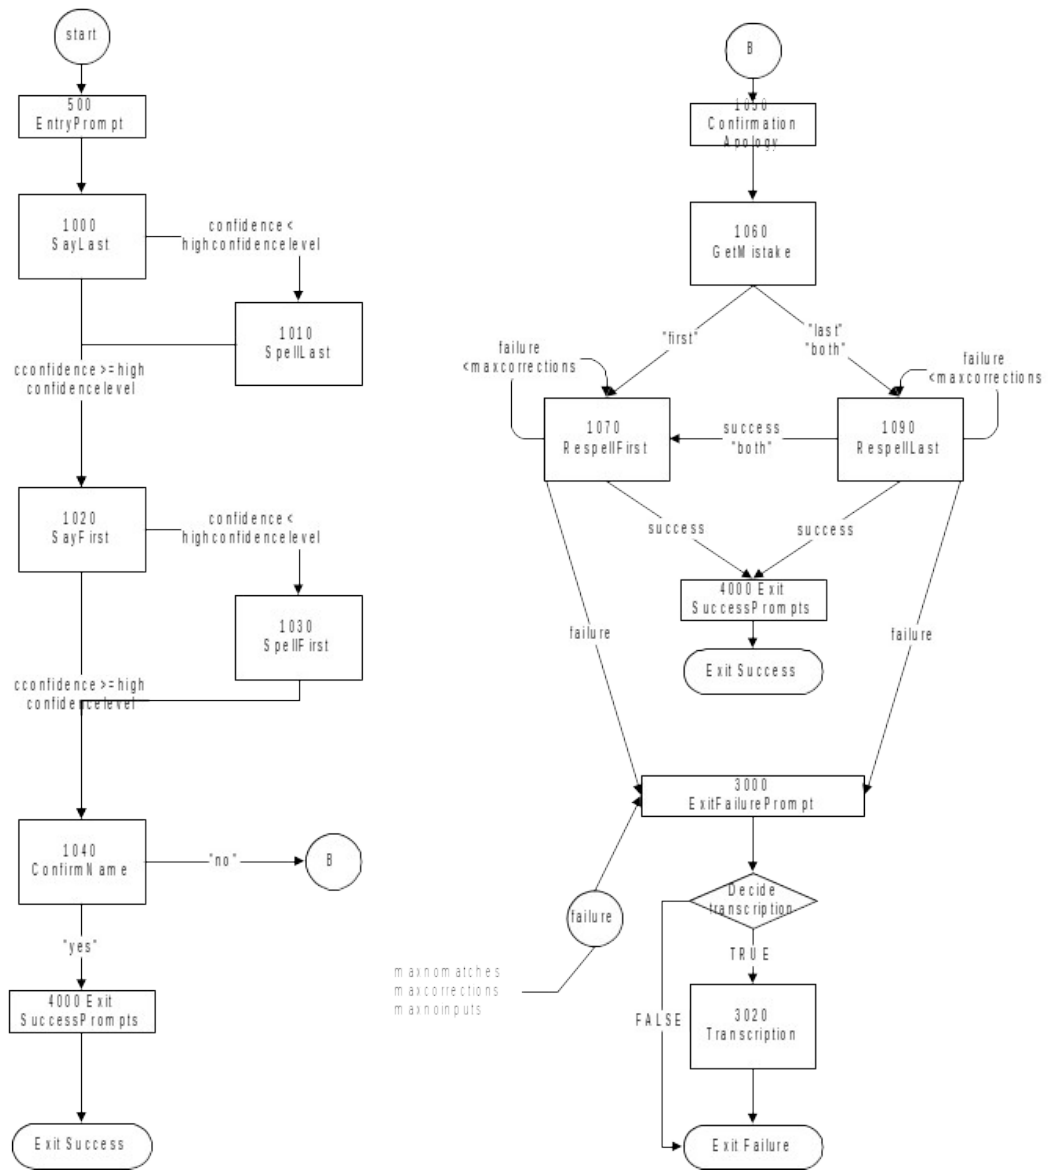 start
500
EntryPrompt
1000
SayLast
confidence <
highconfidencelevel
1010
SpellLast
cconfidence >= high
confidencelevel
1020
SayFirst
confidence <
highconfidencelevel
1030
SpellFirst
cconfidence >= high
confidencelevel
1040
ConfirmName
"no"
B
"yes"
4000 Exit
SuccessPrompts
Exit Success
B
1050
Confirmation
Apology
1060
GetMistake
"first"
"last"
"both"
failure
<maxcorrections
failure
<maxcorrections
1070
RespellFirst
success
"both"
1090
RespellLast
success
success
4000 Exit
SuccessPrompts
Exit Success
failure
failure
3000
ExitFailurePrompt
failure
maxnomatches
maxcorrections
maxnoinputs
Decide
transcription
TRUE
FALSE
3020
Transcription
Exit Failure